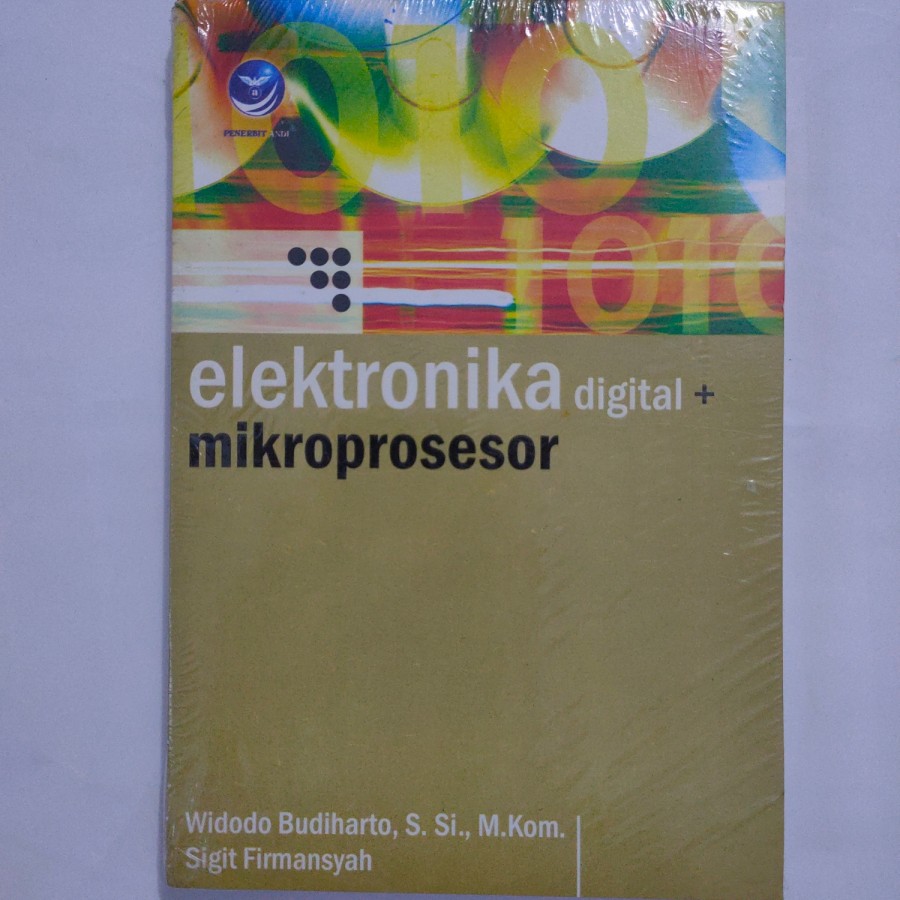 1010
a
PENERBIT ANDI
1010
elektronika digital +
mikroprosesor
Widodo Budiharto, S. Si., M.Kom.
Sigit Firmansyah